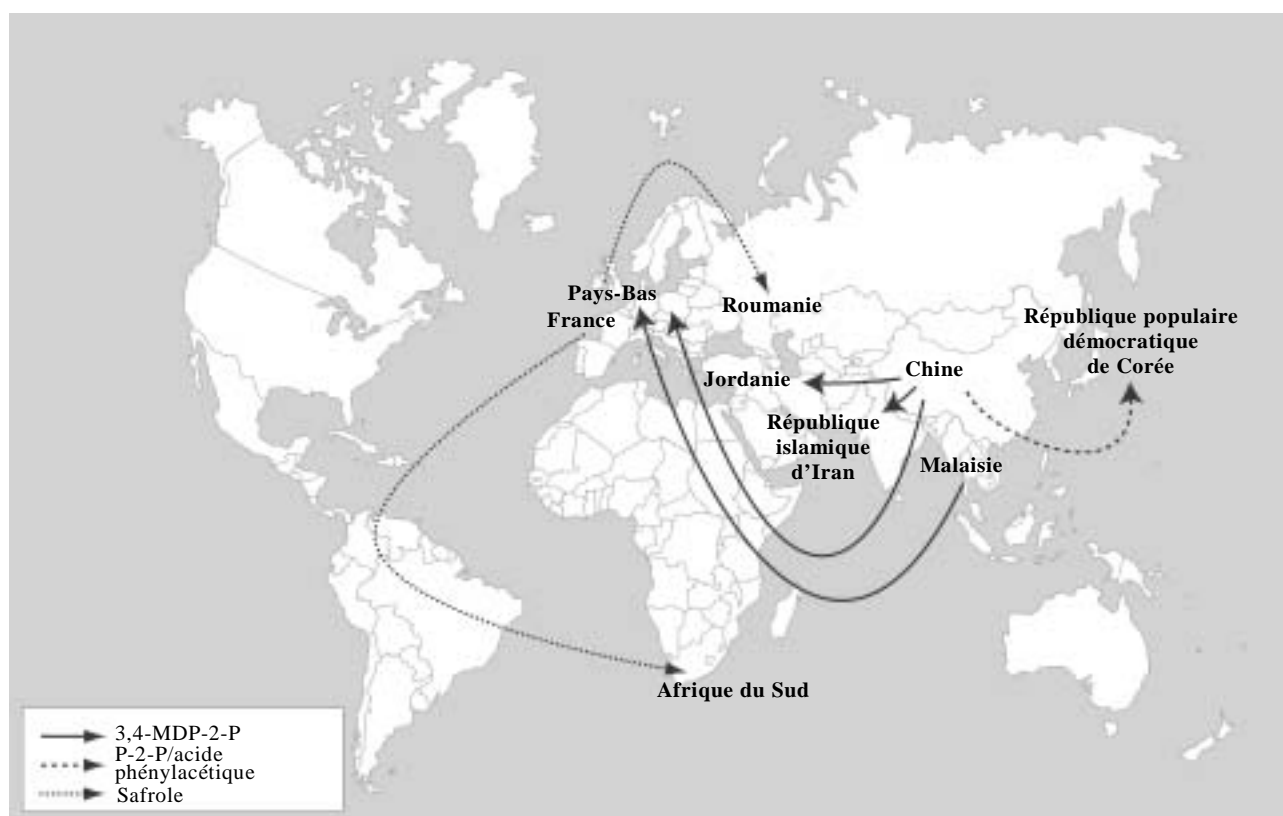 Pays-Bas
France
Roumanie
République populaire
démocratique
de Corée
Jordanie
Chine
République
islamique
d'Iran
Malaisie
Afrique du Sud
3,4-MDP-2-P
P-2-P/acide
phénylacétique
Safrole